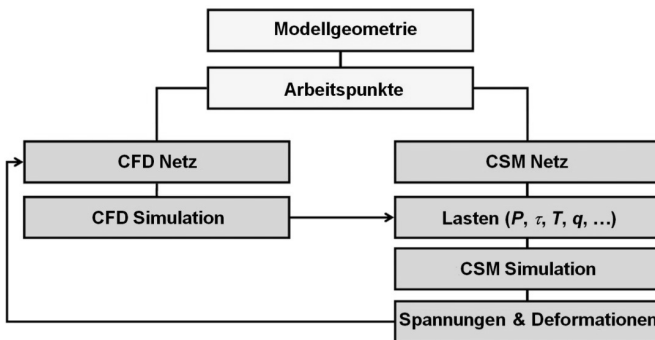 Modellgeometrie
Arbeitspunkte
CFD Netz
CSM Netz
CFD Simulation
Lasten (P, τ, T, q, …)
CSM Simulation
Spannungen & Deformationen